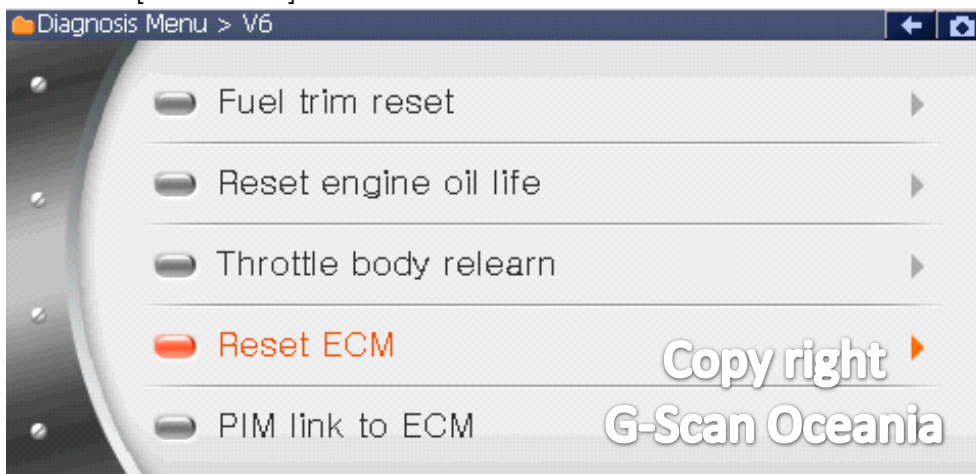 Diagnosis Menu > V6
Fuel trim reset
Reset engine oil life
Throttle body relearn
Reset ECM
PIM link to ECM
Copy right
G-Scan Oceania